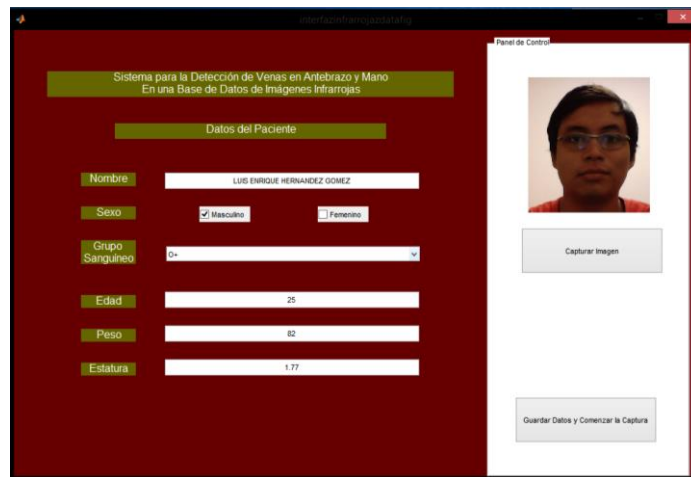 interfazinfrarrojazdatafig
Panel de Control
Sistema para la Detección de Venas en Antebrazo y Mano
En una Base de Datos de Imágenes Infrarrojas
Datos del Paciente
Nombre
LUIS ENRIQUE HERNANDEZ GOMEZ
Sexo
Masculino
Femenino
Grupo
Sanguíneo
O+
Capturar Imagen
Edad
25
Peso
82
Estatura
1.77
Guardar Datos y Comenzar la Captura